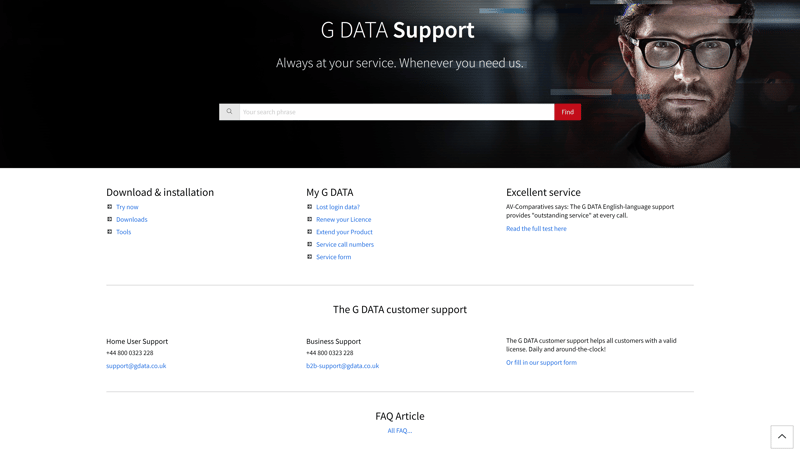 G DATA Support
Always at your service. Whenever you need us.
Your search phrase
Find
Download & installation
Try now
Downloads
Tools
My G DATA
Lost login data?
Renew your Licence
Extend your Product
Service call numbers
Service form
Excellent service
AV-Comparatives says: The G DATA English-language support
provides "outstanding service" at every call.
Read the full test here
The G DATA customer support
Home User Support
+44 800 0323 228
support@gdata.co.uk
Business Support
+44 800 0323 228
b2b-support@gdata.co.uk
The G DATA customer support helps all customers with a valid
license. Daily and around-the-clock!
Or fill in our support form
FAQ Article
All FAQ...